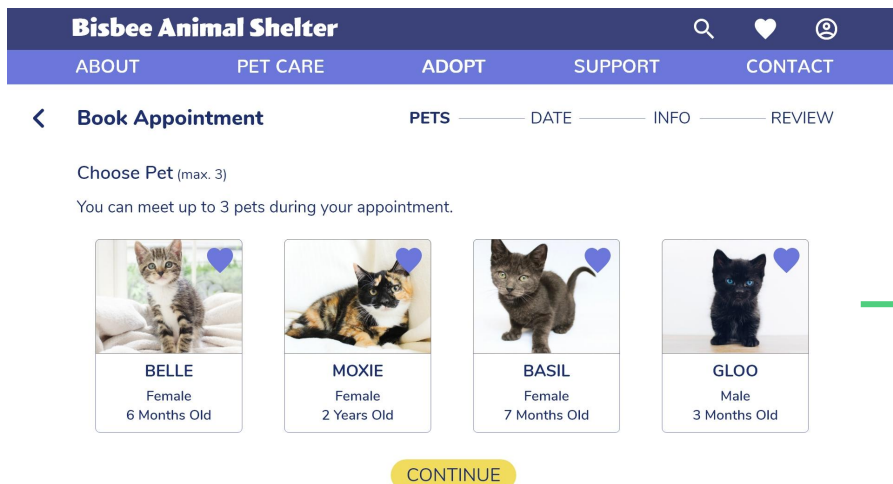 Bisbee Animal Shelter
ABOUT PET CARE ADOPT SUPPORT CONTACT
Book Appointment PETS DATE INFO REVIEW
Choose Pet (max. 3)
You can meet up to 3 pets during your appointment.
BELLE MOXIE BASIL GLOO
Female Female Female Male
6 Months Old 2 Years Old 7 Months Old 3 Months Old
CONTINUE